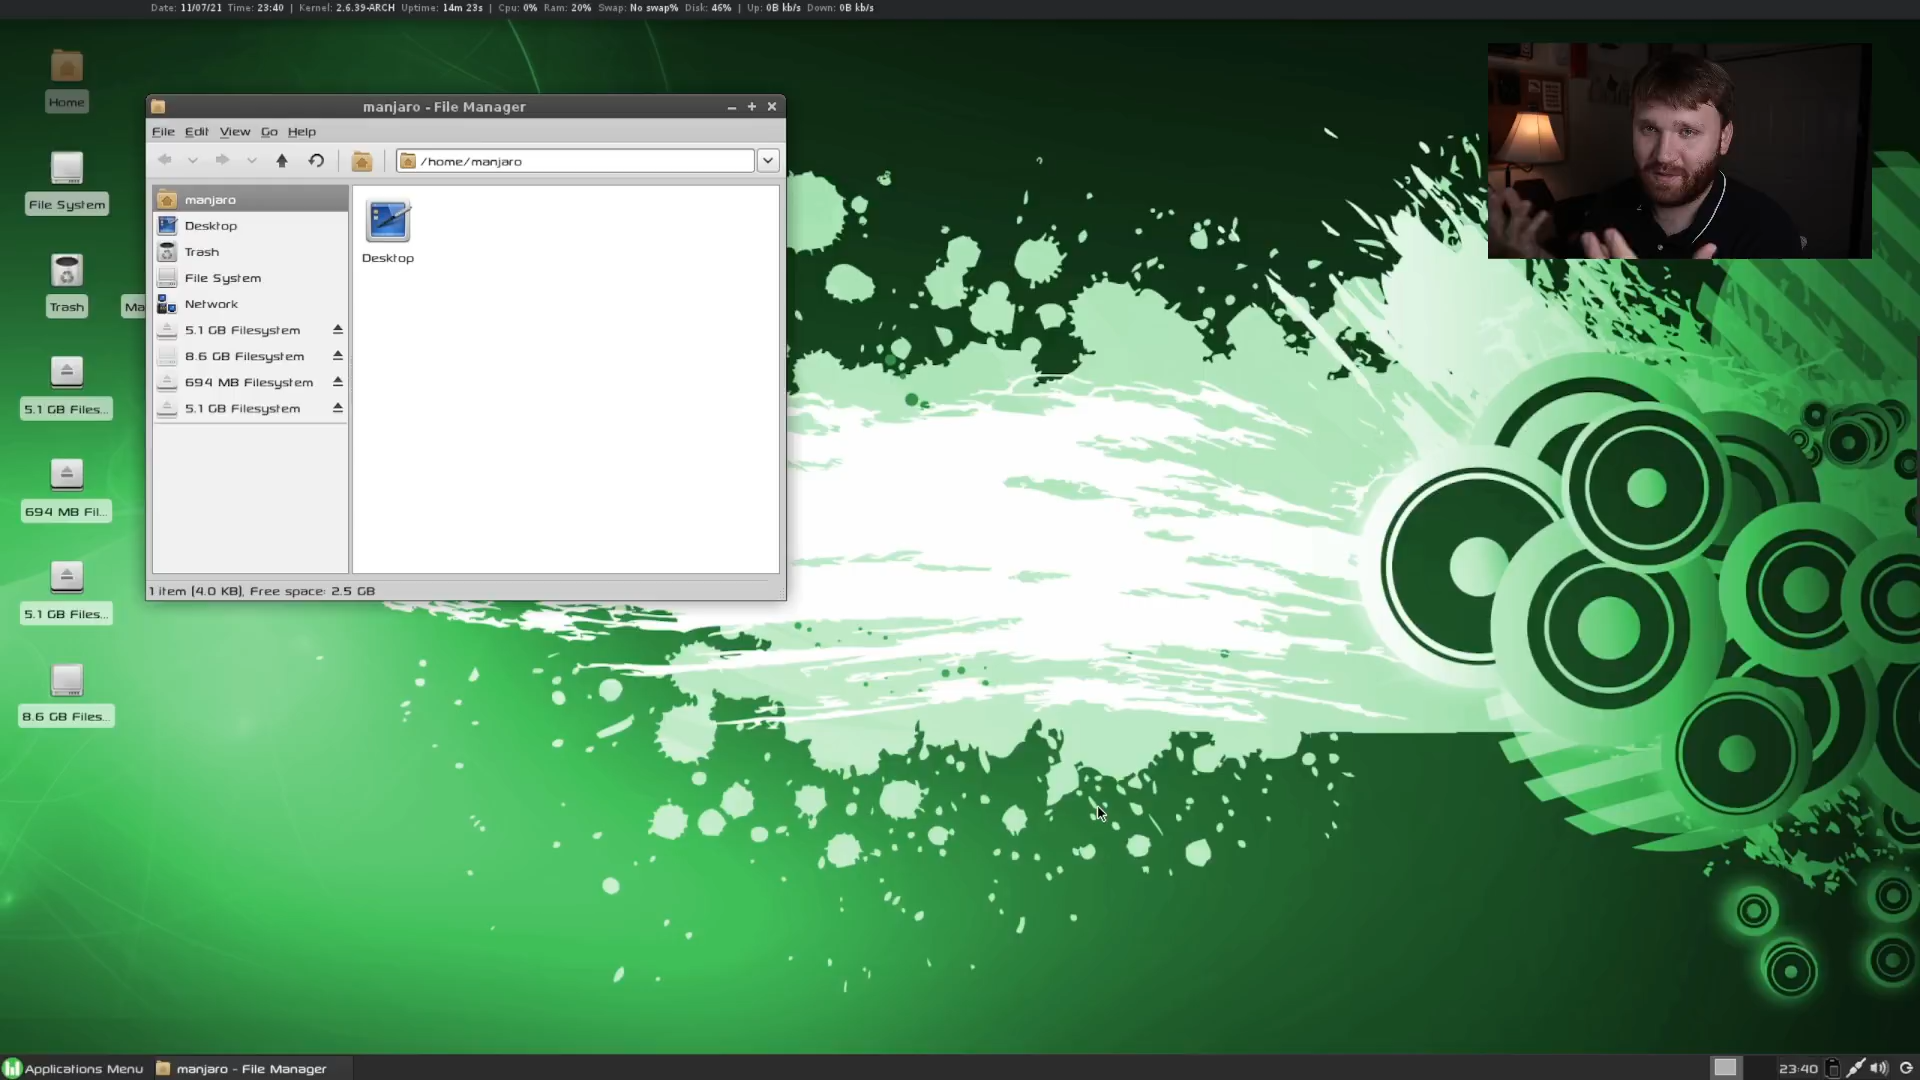 Date: 11/07/21 Time: 23:40 | Kernel: 2.6.39-ARCH Uptime: 14m 23s | Cpu: 0% Ram: 20% Swap: No swap% Disk: 46% | Up: 0B kb/s Down: 0B kb/s
Home
File System
Trash
Ma
5.1 GB Files...
694 MB Fil...
5.1 GB Files...
8.6 GB Files...
manjaro - File Manager
File Edit View Go Help
/home/manjaro
manjaro
Desktop
Trash
File System
Network
5.1 GB Filesystem
8.6 GB Filesystem
694 MB Filesystem
5.1 GB Filesystem
Desktop
1 item (4.0 KB), Free space: 2.5 GB
Applications Menu
manjaro - File Manager
23:40